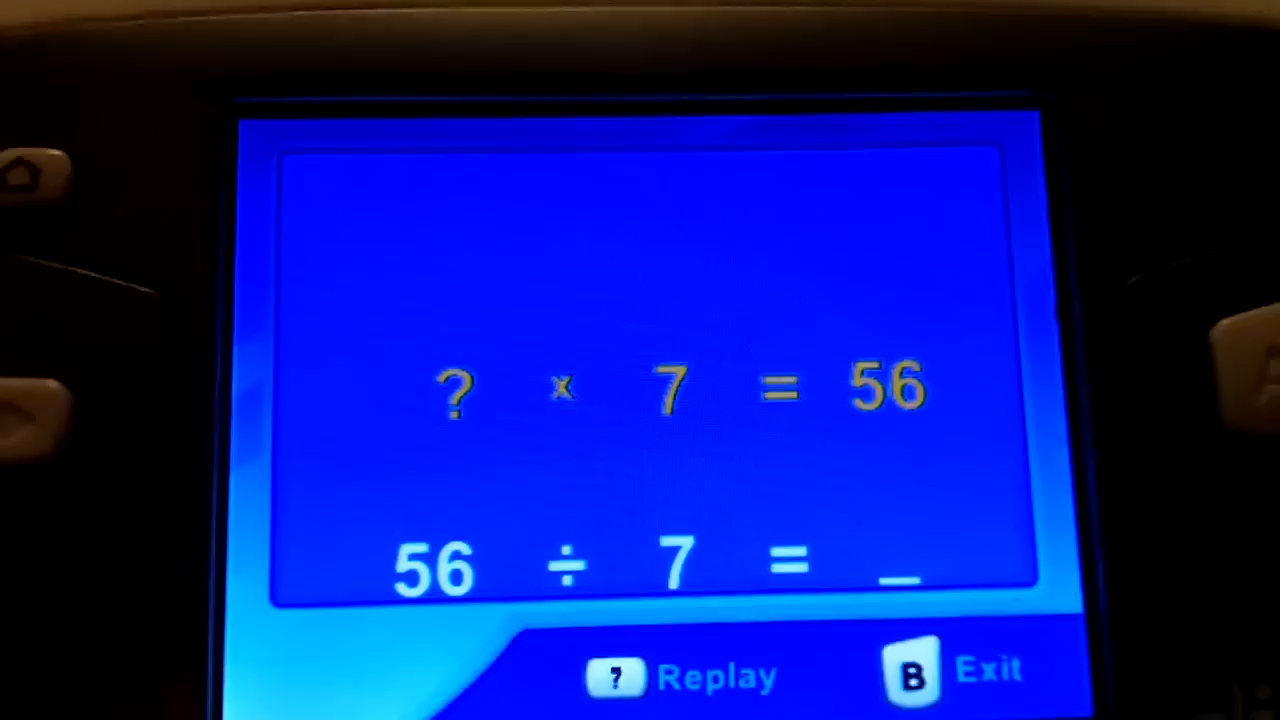 ? x 7 = 56
56 ÷ 7 = _
? Replay B Exit